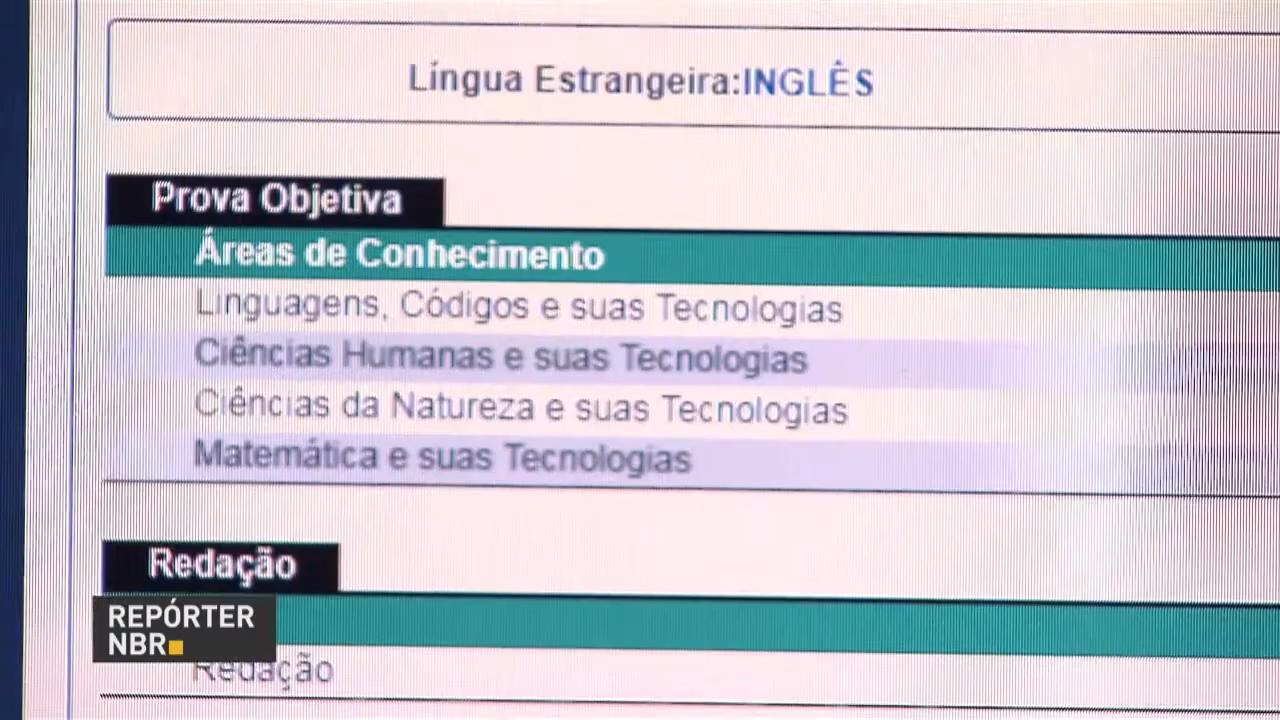 Língua Estrangeira:INGLÊS
Prova Objetiva
Áreas de Conhecimento
Linguagens, Códigos e suas Tecnologias
Ciências Humanas e suas Tecnologias
Ciências da Natureza e suas Tecnologias
Matemática e suas Tecnologias
Redação
REPÓRTER
NBR
Redação